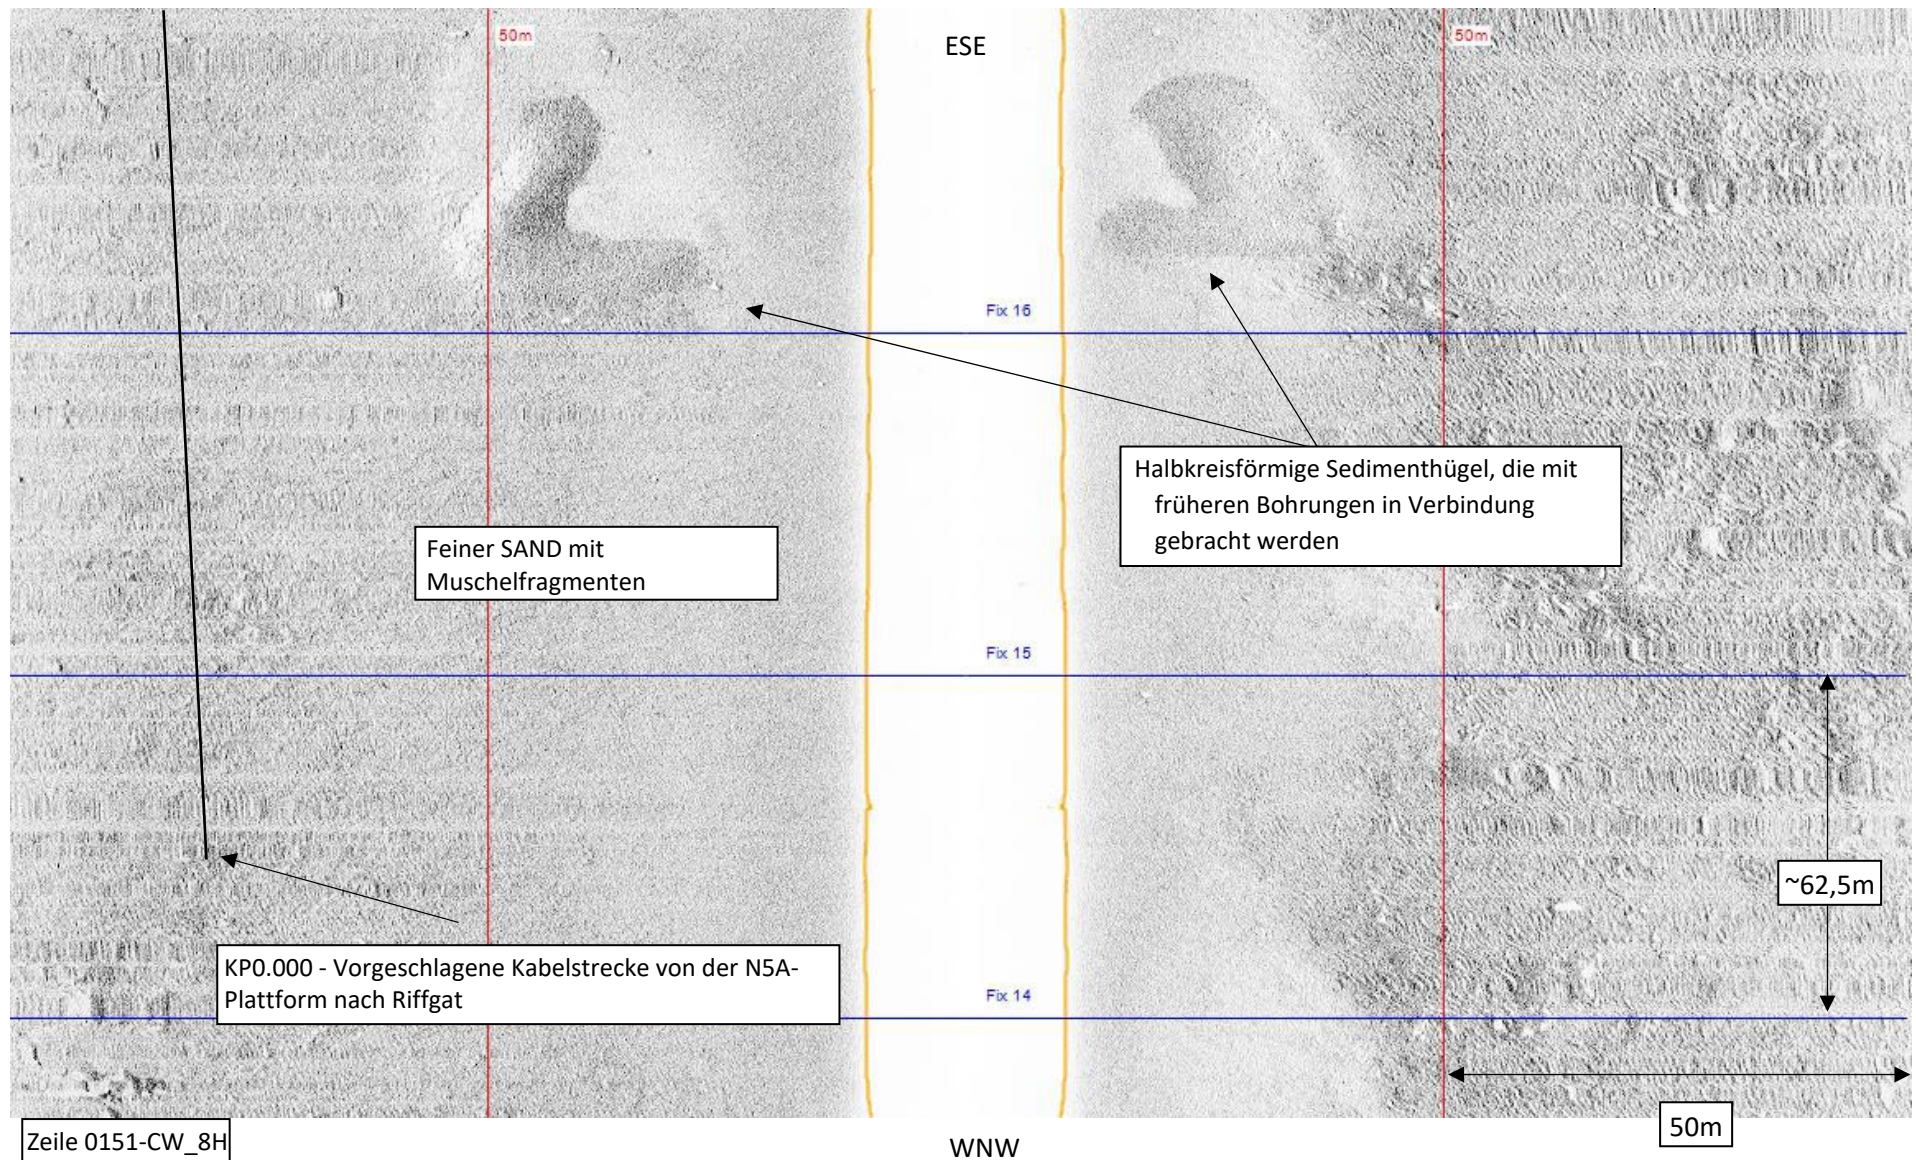 50m
ESE
50m
Fix 16
Halbkreisförmige Sedimenthügel, die mit
früheren Bohrungen in Verbindung
gebracht werden
Feiner SAND mit
Muschelfragmenten
Fix 15
~62,5m
KP0.000 - Vorgeschlagene Kabelstrecke von der N5A-
Plattform nach Riffgat
Fix 14
50m
Zeile 0151-CW_8H
WNW